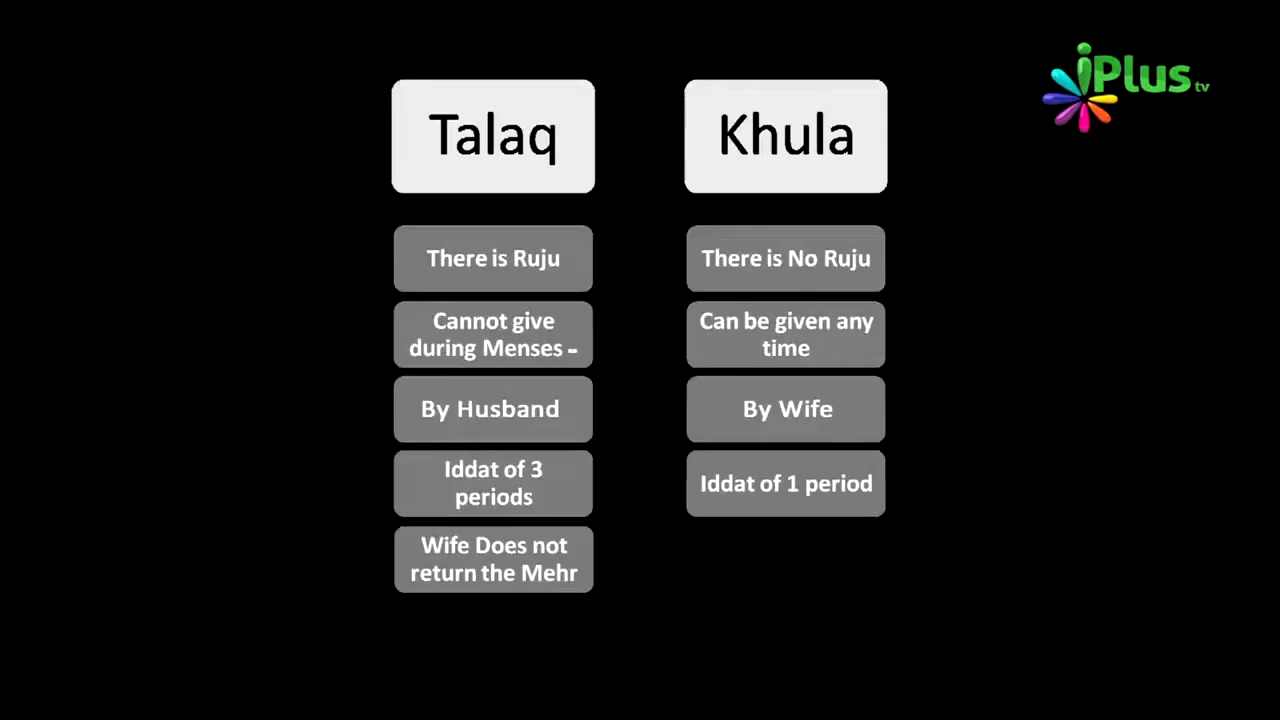 iPlus tv
Talaq
Khula
There is Ruju
There is No Ruju
Cannot give
during Menses -
Can be given any
time
By Husband
By Wife
Iddat of 3
periods
Iddat of 1 period
Wife Does not
return the Mehr